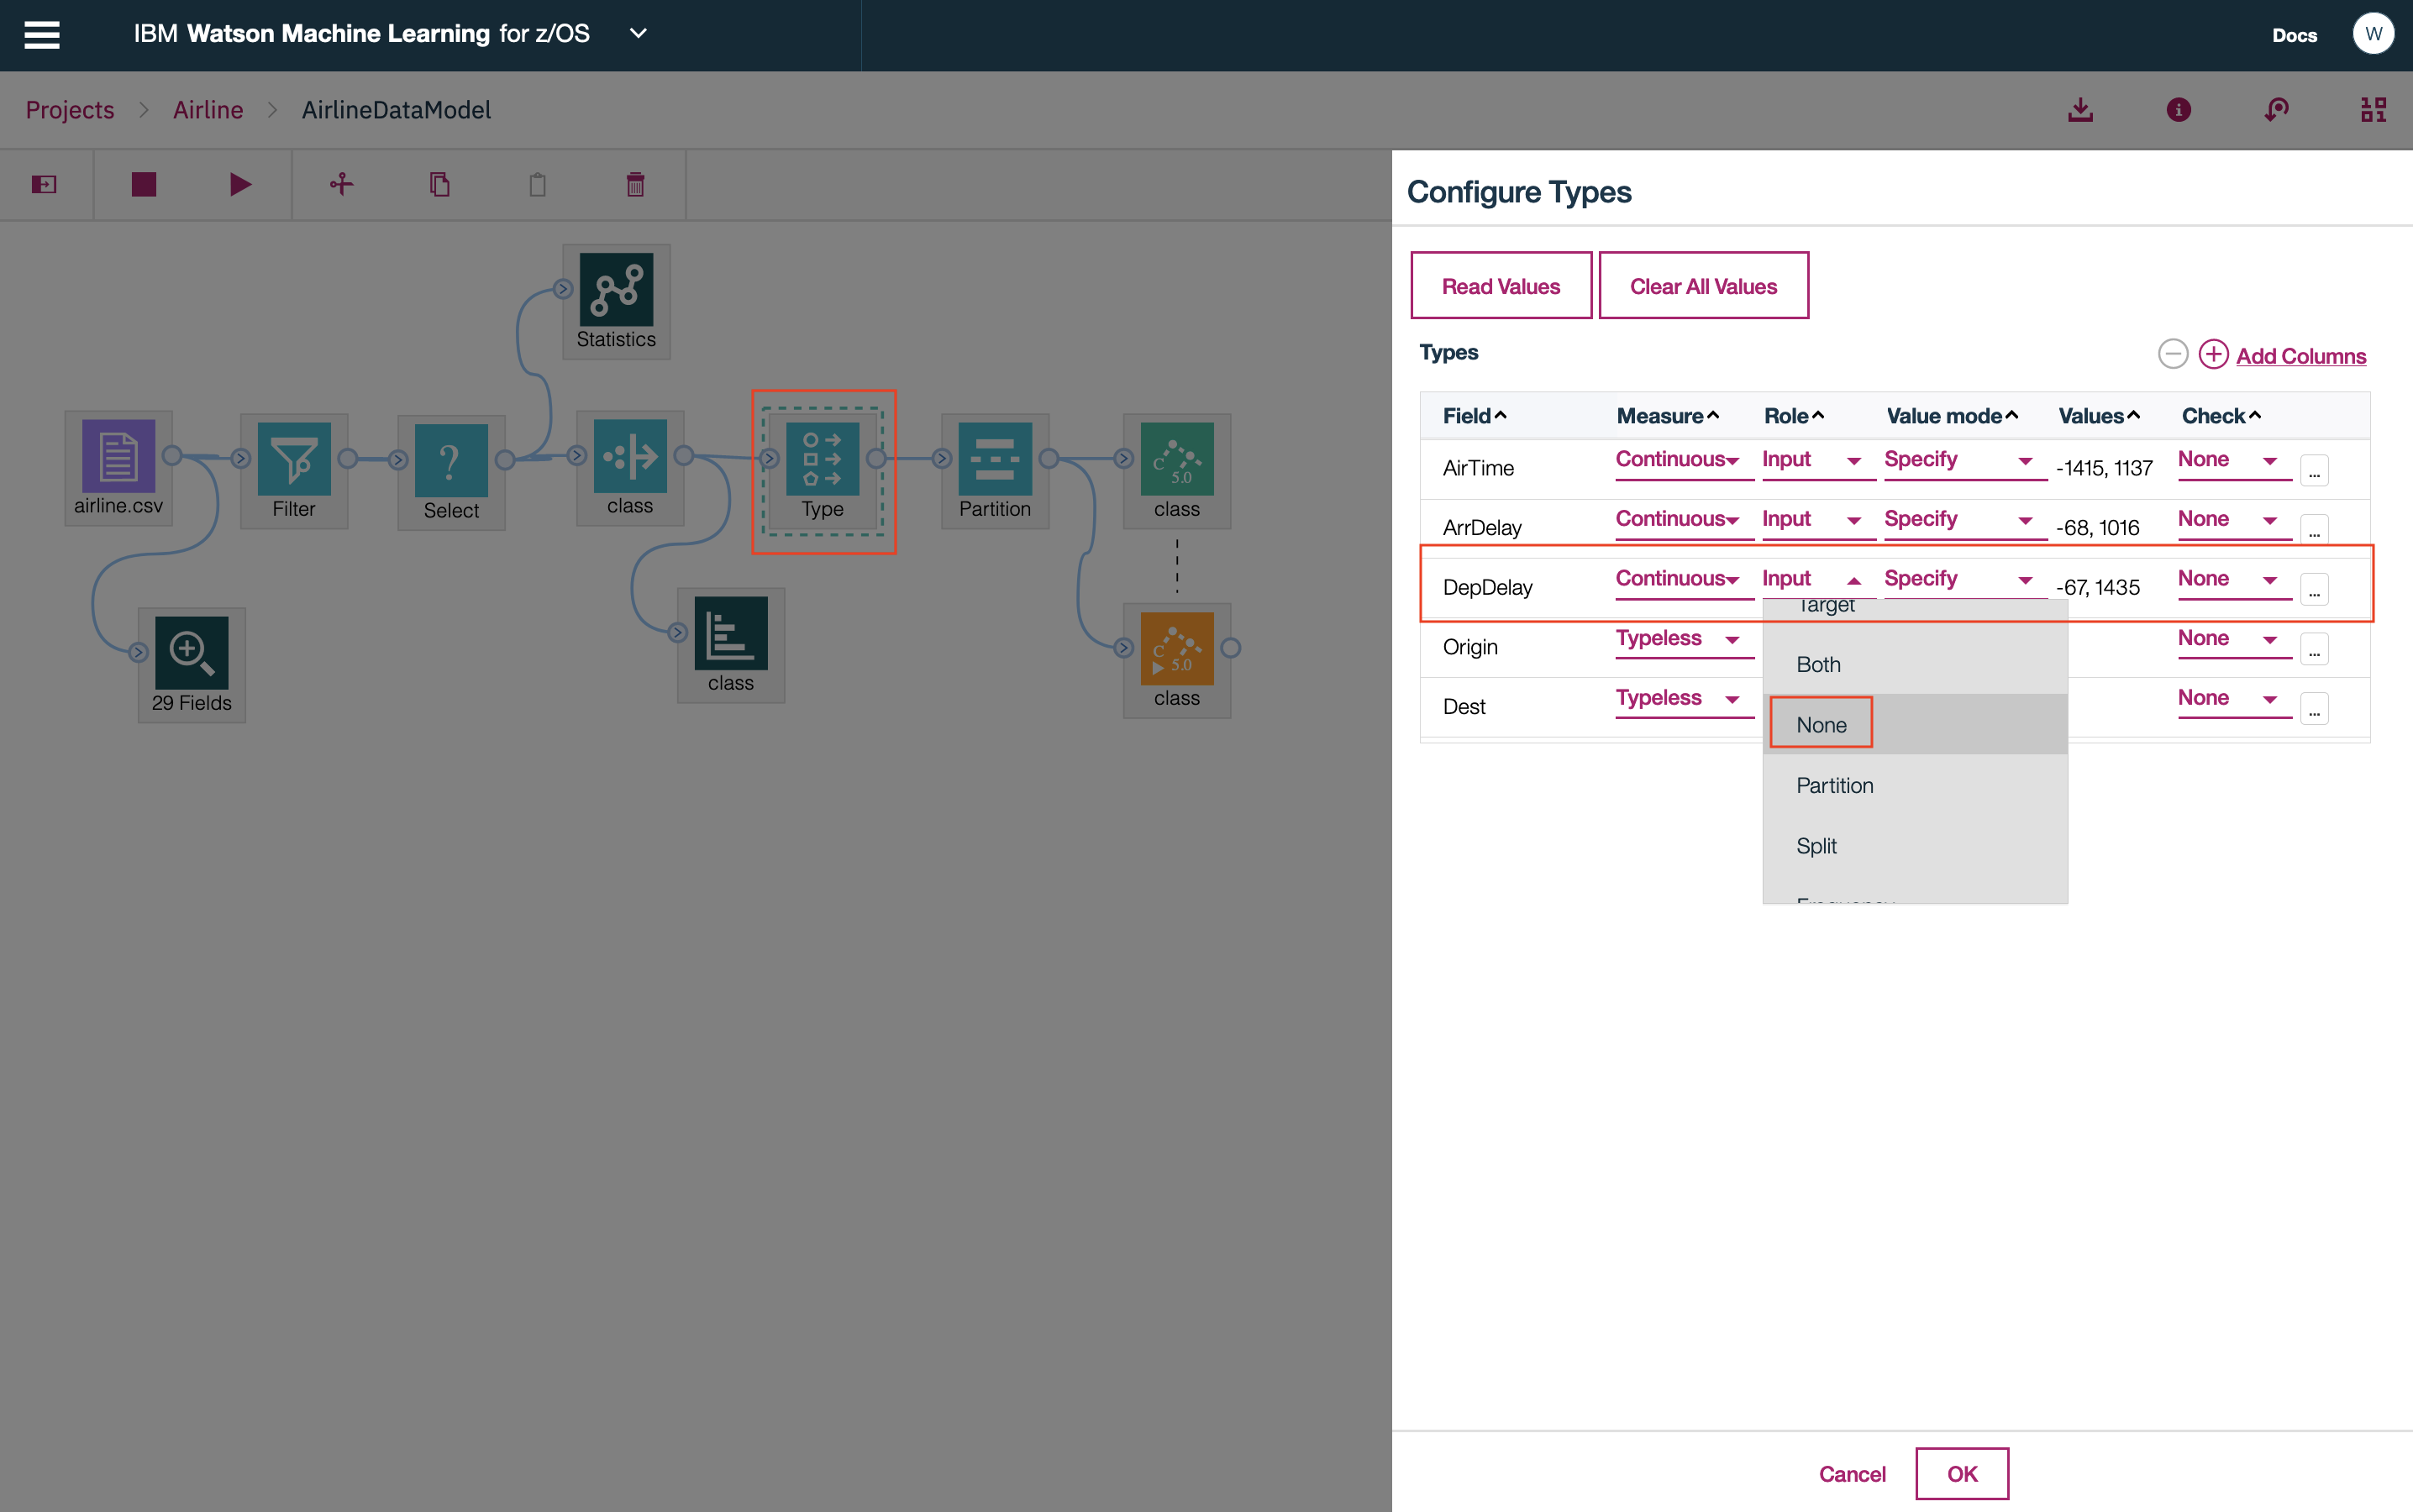 IBM Watson Machine Learning for z/OS
Docs
W
Projects > Airline > AirlineDataModel
Configure Types
Read Values
Clear All Values
Types
Add Columns
Field Measure Role Value mode Values Check
AirTime Continuous Input Specify -1415, 1137 None ...
ArrDelay Continuous Input Specify -68, 1016 None ...
DepDelay Continuous Input Specify -67, 1435 None ...
Origin Typeless None ...
Dest Typeless None ...
Target
Both
None
Partition
Split
Frequency
Cancel
OK
Statistics
airline.csv
Filter
?
Select
class
Type
Partition
C 5.0
class
29 Fields
class
C 5.0
class